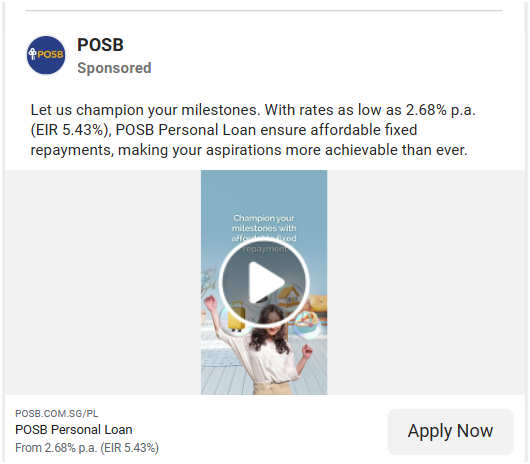 POSB
POSB
Sponsored
Let us champion your milestones. With rates as low as 2.68% p.a.
(EIR 5.43%), POSB Personal Loan ensure affordable fixed
repayments, making your aspirations more achievable than ever.
Champion your
milestones with
affordable fixed
repayment
POSB.COM.SG/PL
POSB Personal Loan
From 2.68% p.a. (EIR 5.43%)
Apply Now